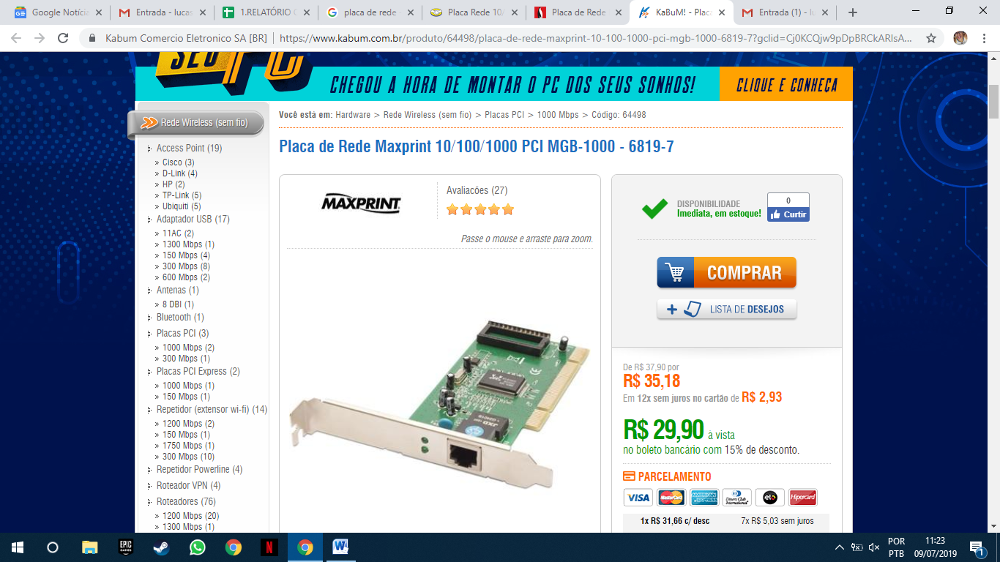 Google Notícia
Entrada - lucas
1.RELATÓRIO C
placa de rede -
Placa Rede 10/
Placa de Rede
KaBuM! - Placa
Entrada (1) - lu
Kabum Comercio Eletronico SA [BR] | https://www.kabum.com.br/produto/64498/placa-de-rede-maxprint-10-100-1000-pci-mgb-1000-6819-7?gclid=Cj0KCQjw9pDpBRCkARIsA...
SEU PC
CHEGOU A HORA DE MONTAR O PC DOS SEUS SONHOS!
CLIQUE E CONHEÇA
Rede Wireless (sem fio)
Access Point (19)
» Cisco (3)
» D-Link (4)
» HP (2)
» TP-Link (5)
» Ubiquiti (5)
Adaptador USB (17)
» 11AC (2)
» 1300 Mbps (1)
» 150 Mbps (4)
» 300 Mbps (8)
» 600 Mbps (2)
Antenas (1)
» 8 DBI (1)
Bluetooth (1)
Placas PCI (3)
» 1000 Mbps (2)
» 300 Mbps (1)
Placas PCI Express (2)
» 1000 Mbps (1)
» 150 Mbps (1)
Repetidor (extensor wi-fi) (14)
» 1200 Mbps (2)
» 150 Mbps (1)
» 1750 Mbps (1)
» 300 Mbps (10)
Repetidor Powerline (4)
Roteador VPN (4)
Roteadores (76)
» 1200 Mbps (20)
» 1300 Mbps (1)
Você está em: Hardware > Rede Wireless (sem fio) > Placas PCI > 1000 Mbps > Código: 64498
Placa de Rede Maxprint 10/100/1000 PCI MGB-1000 - 6819-7
MAXPRINT
Avaliacões (27)
Passe o mouse e arraste para zoom.
DISPONIBILIDADE
Imediata, em estoque!
0
Curtir
COMPRAR
+ LISTA DE DESEJOS
De R$ 37,90 por
R$ 35,18
Em 12x sem juros no cartão de R$ 2,93
R$ 29,90 à vista
no boleto bancário com 15% de desconto.
PARCELAMENTO
VISA
MasterCard
Diners Club International
elo
Hipercard
1x R$ 31,66 c/ desc
7x R$ 5,03 sem juros
EPIC GAMES
N
W
POR
PTB
11:23
09/07/2019
1